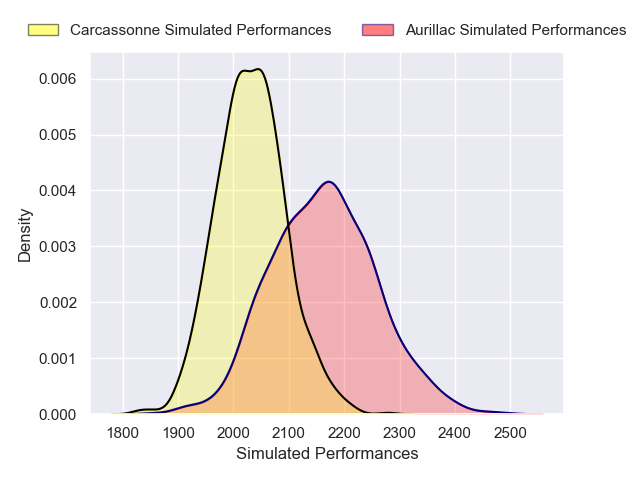 Carcassonne Simulated Performances Aurillac Simulated Performances
0.006
0.005
0.004
0.003
0.002
0.001
0.000
Density
1800 1900 2000 2100 2200 2300 2400 2500
Simulated Performances